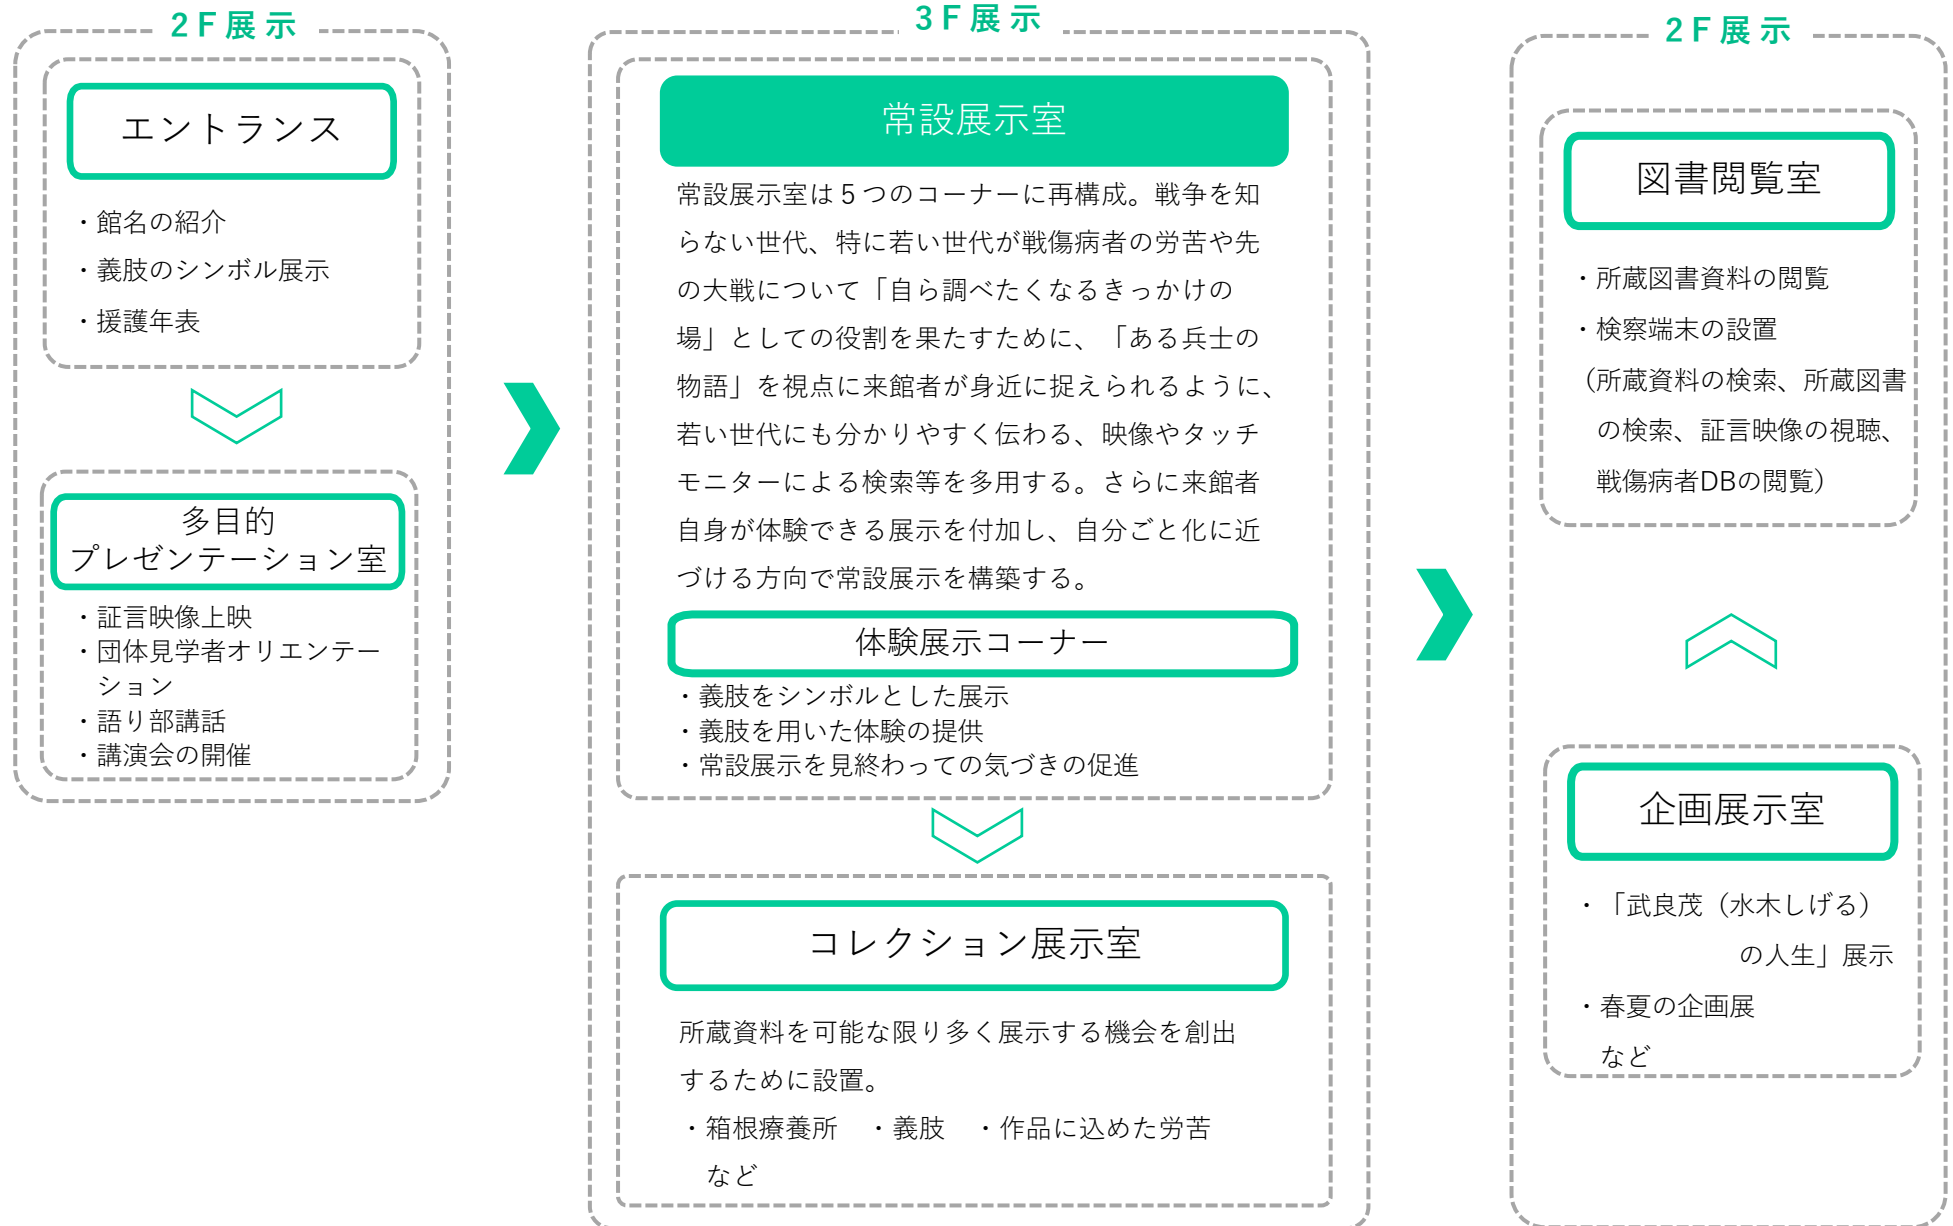 2F展示
エントランス
・館名の紹介
・義肢のシンボル展示
・援護年表
多目的
プレゼンテーション室
・証言映像上映
・団体見学者オリエンテー
ション
・語り部講話
・講演会の開催
3F展示
常設展示室
常設展示室は5つのコーナーに再構成。戦争を知
らない世代、特に若い世代が戦傷病者の労苦や先
の大戦について「自ら調べたくなるきっかけの
場」としての役割を果たすために、「ある兵士の
物語」を視点に来館者が身近に捉えられるように、
若い世代にも分かりやすく伝わる、映像やタッチ
モニターによる検索等を多用する。さらに来館者
自身が体験できる展示を付加し、自分ごと化に近
づける方向で常設展示を構築する。
体験展示コーナー
・義肢をシンボルとした展示
・義肢を用いた体験の提供
・常設展示を見終わっての気づきの促進
コレクション展示室
所蔵資料を可能な限り多く展示する機会を創出
するために設置。
・箱根療養所　・義肢　・作品に込めた労苦
など
2F展示
図書閲覧室
・所蔵図書資料の閲覧
・検察端末の設置
（所蔵資料の検索、所蔵図書
の検索、証言映像の視聴、
戦傷病者DBの閲覧）
企画展示室
・「武良茂（水木しげる）
の人生」展示
・春夏の企画展
など